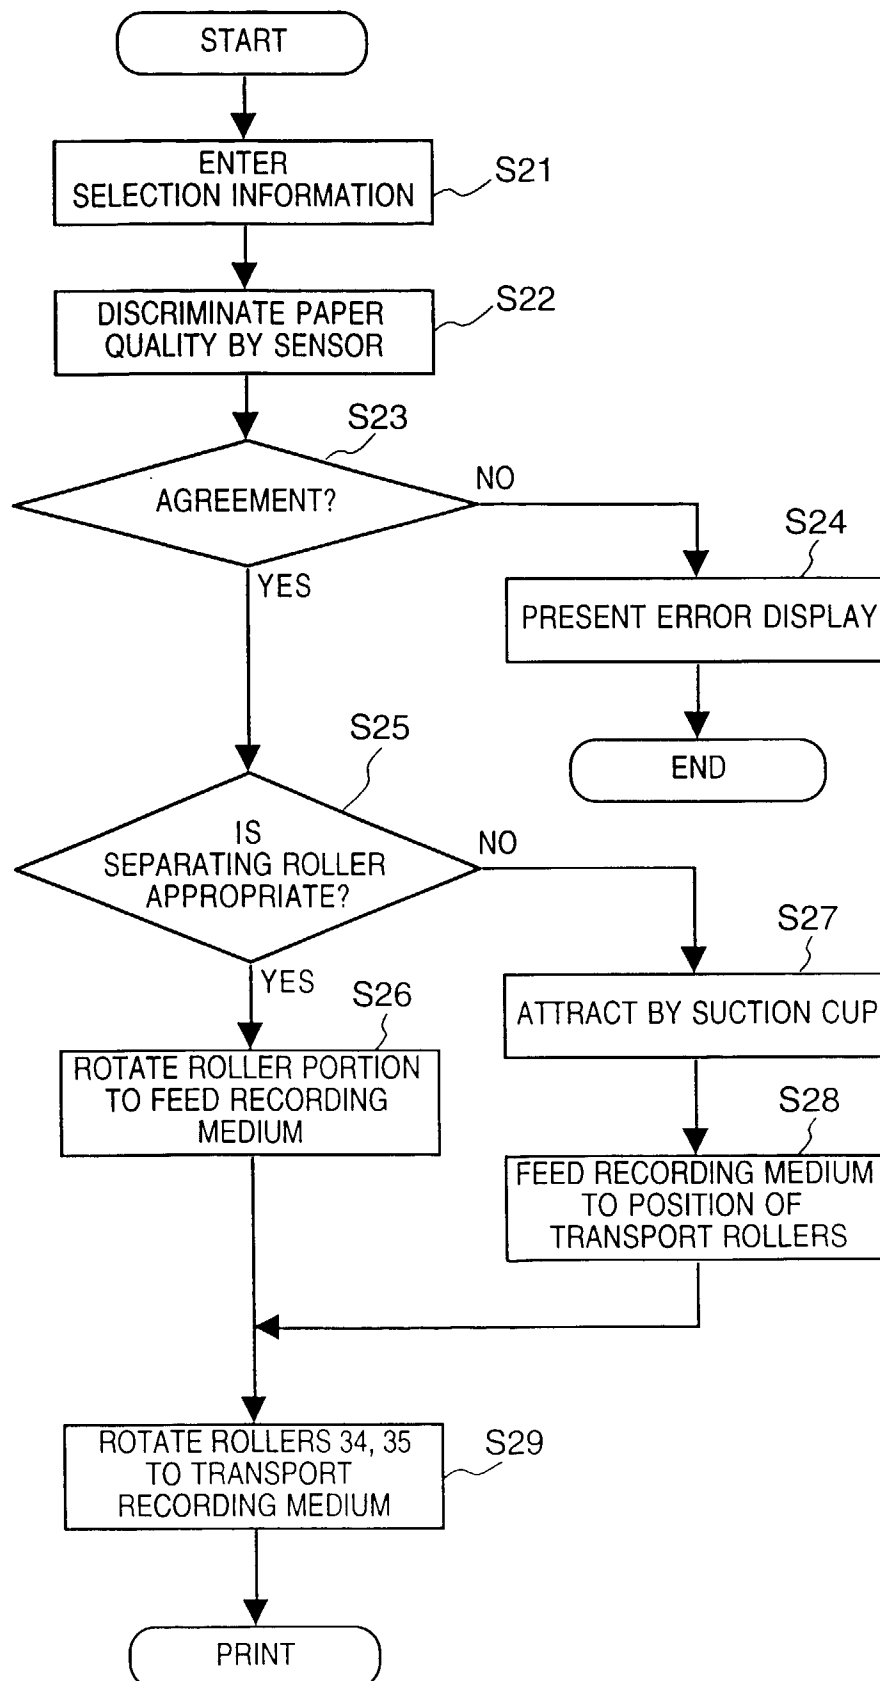 START
ENTER
SELECTION INFORMATION
S21
DISCRIMINATE PAPER
QUALITY BY SENSOR
S22
S23
AGREEMENT?
NO
YES
S24
PRESENT ERROR DISPLAY
END
S25
IS
SEPARATING ROLLER
APPROPRIATE?
NO
YES
S26
ROTATE ROLLER PORTION
TO FEED RECORDING
MEDIUM
S27
ATTRACT BY SUCTION CUP
S28
FEED RECORDING MEDIUM
TO POSITION OF
TRANSPORT ROLLERS
ROTATE ROLLERS 34, 35
TO TRANSPORT
RECORDING MEDIUM
S29
PRINT